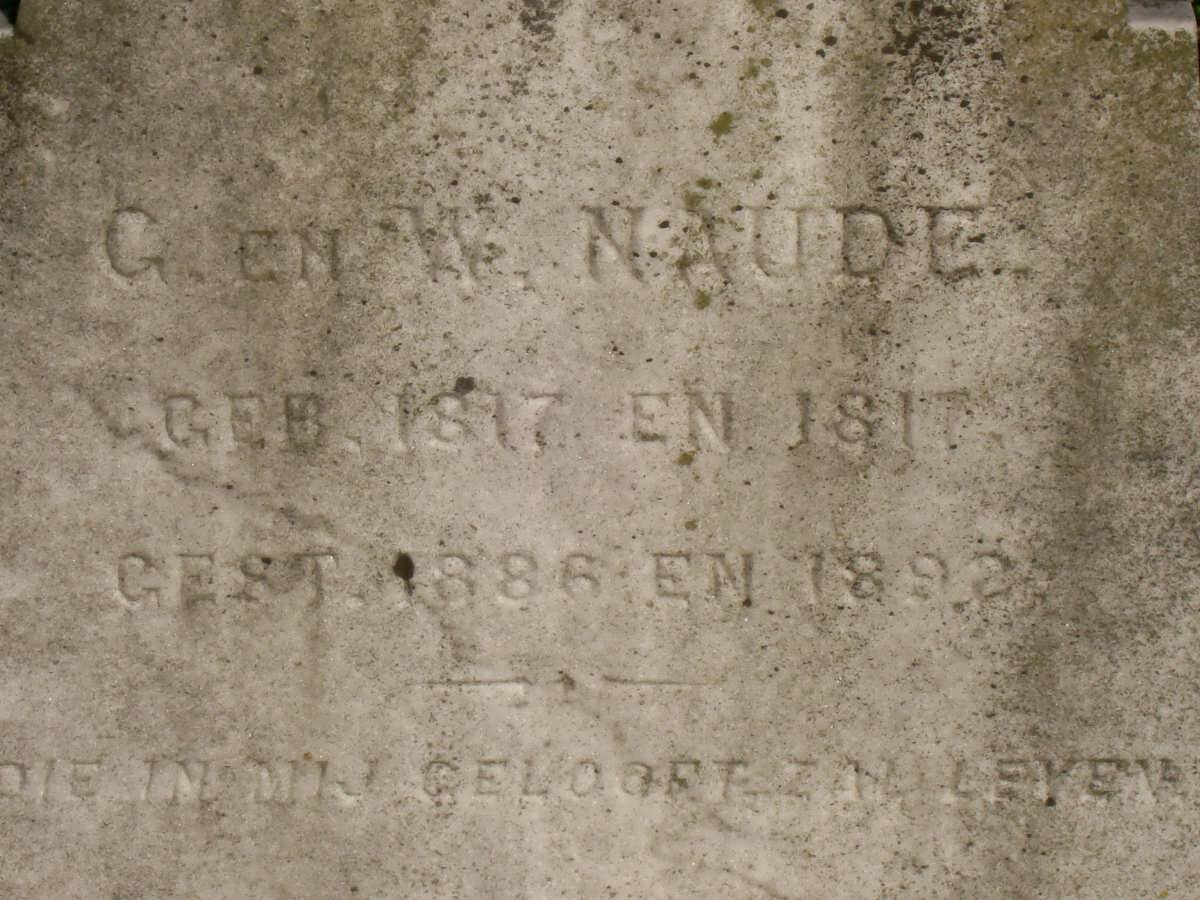 G. EN W. NAUDE.
GEB. 1817 EN 1817.
GEST. 1886 EN 1892.
DIE IN MIJ GELOOFT ZAL LEVEN.